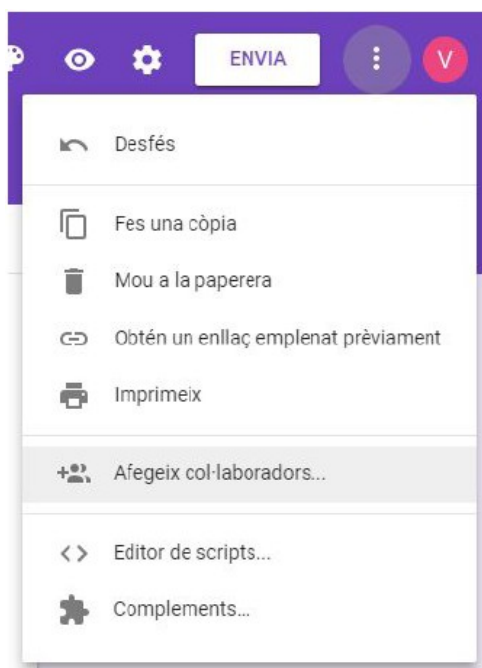 ENVIA
V
Desfés
Fes una còpia
Mou a la paperera
Obtén un enllaç emplenat prèviament
Imprimeix
Afegeix col·laboradors...
Editor de scripts...
Complements...